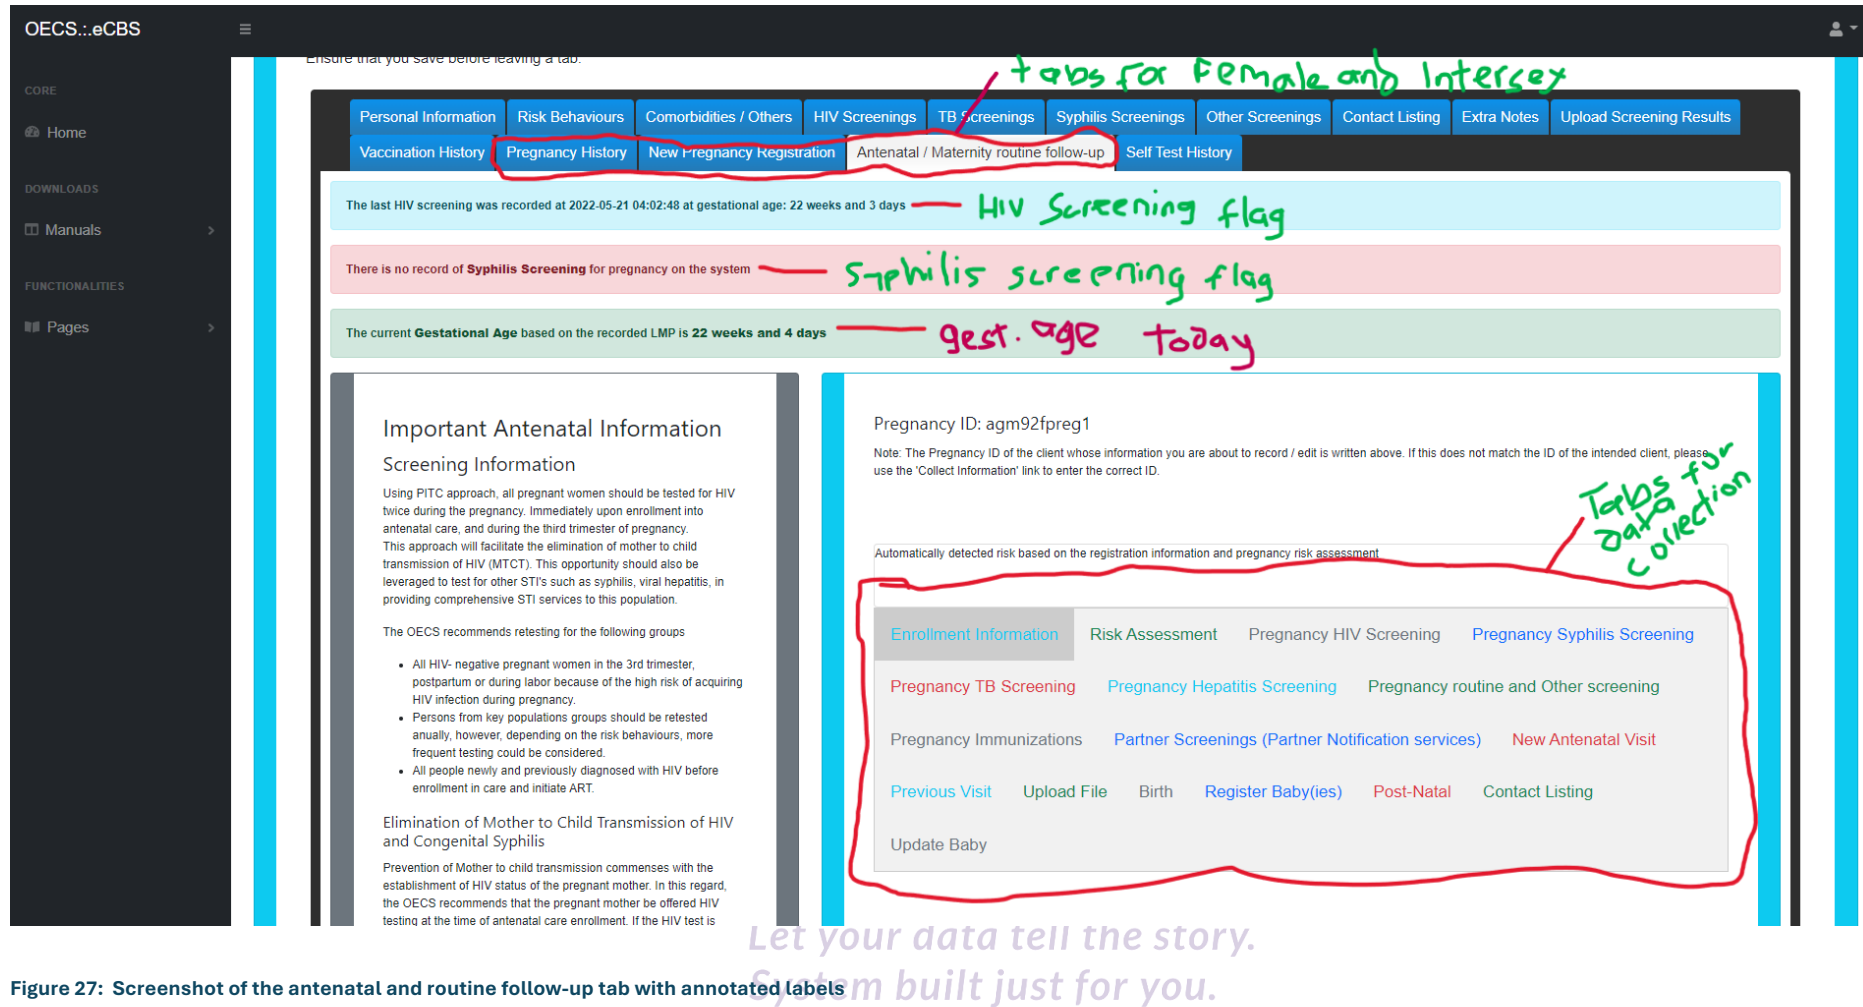 OECS.:.eCBS
CORE
Home
DOWNLOADS
Manuals
FUNCTIONALITIES
Pages
Ensure that you save before leaving a tab.
tabs for Female and Intersex
Personal Information Risk Behaviours Comorbidities / Others HIV Screenings TB Screenings Syphilis Screenings Other Screenings Contact Listing Extra Notes Upload Screening Results
Vaccination History Pregnancy History New Pregnancy Registration Antenatal / Maternity routine follow-up Self Test History
The last HIV screening was recorded at 2022-05-21 04:02:48 at gestational age: 22 weeks and 3 days
HIV Screening flag
There is no record of Syphilis Screening for pregnancy on the system
Syphilis screening flag
The current Gestational Age based on the recorded LMP is 22 weeks and 4 days
gest. age today
Important Antenatal Information
Screening Information
Using PITC approach, all pregnant women should be tested for HIV
twice during the pregnancy. Immediately upon enrollment into
antenatal care, and during the third trimester of pregnancy.
This approach will facilitate the elimination of mother to child
transmission of HIV (MTCT). This opportunity should also be
leveraged to test for other STI's such as syphilis, viral hepatitis, in
providing comprehensive STI services to this population.
The OECS recommends retesting for the following groups
• All HIV- negative pregnant women in the 3rd trimester,
postpartum or during labor because of the high risk of acquiring
HIV infection during pregnancy.
• Persons from key populations groups should be retested
anually, however, depending on the risk behaviours, more
frequent testing could be considered.
• All people newly and previously diagnosed with HIV before
enrollment in care and initiate ART.
Elimination of Mother to Child Transmission of HIV
and Congenital Syphilis
Prevention of Mother to child transmission commenses with the
establishment of HIV status of the pregnant mother. In this regard,
the OECS recommends that the pregnant mother be offered HIV
testing at the time of antenatal care enrollment. If the HIV test is
Pregnancy ID: agm92fpreg1
Note: The Pregnancy ID of the client whose information you are about to record / edit is written above. If this does not match the ID of the intended client, please
use the 'Collect Information' link to enter the correct ID.
Tabs for
data
collection
Automatically detected risk based on the registration information and pregnancy risk assessment
Enrollment Information Risk Assessment Pregnancy HIV Screening Pregnancy Syphilis Screening
Pregnancy TB Screening Pregnancy Hepatitis Screening Pregnancy routine and Other screening
Pregnancy Immunizations Partner Screenings (Partner Notification services) New Antenatal Visit
Previous Visit Upload File Birth Register Baby(ies) Post-Natal Contact Listing
Update Baby
Let your data tell the story.
System built just for you.
Figure 27: Screenshot of the antenatal and routine follow-up tab with annotated labels